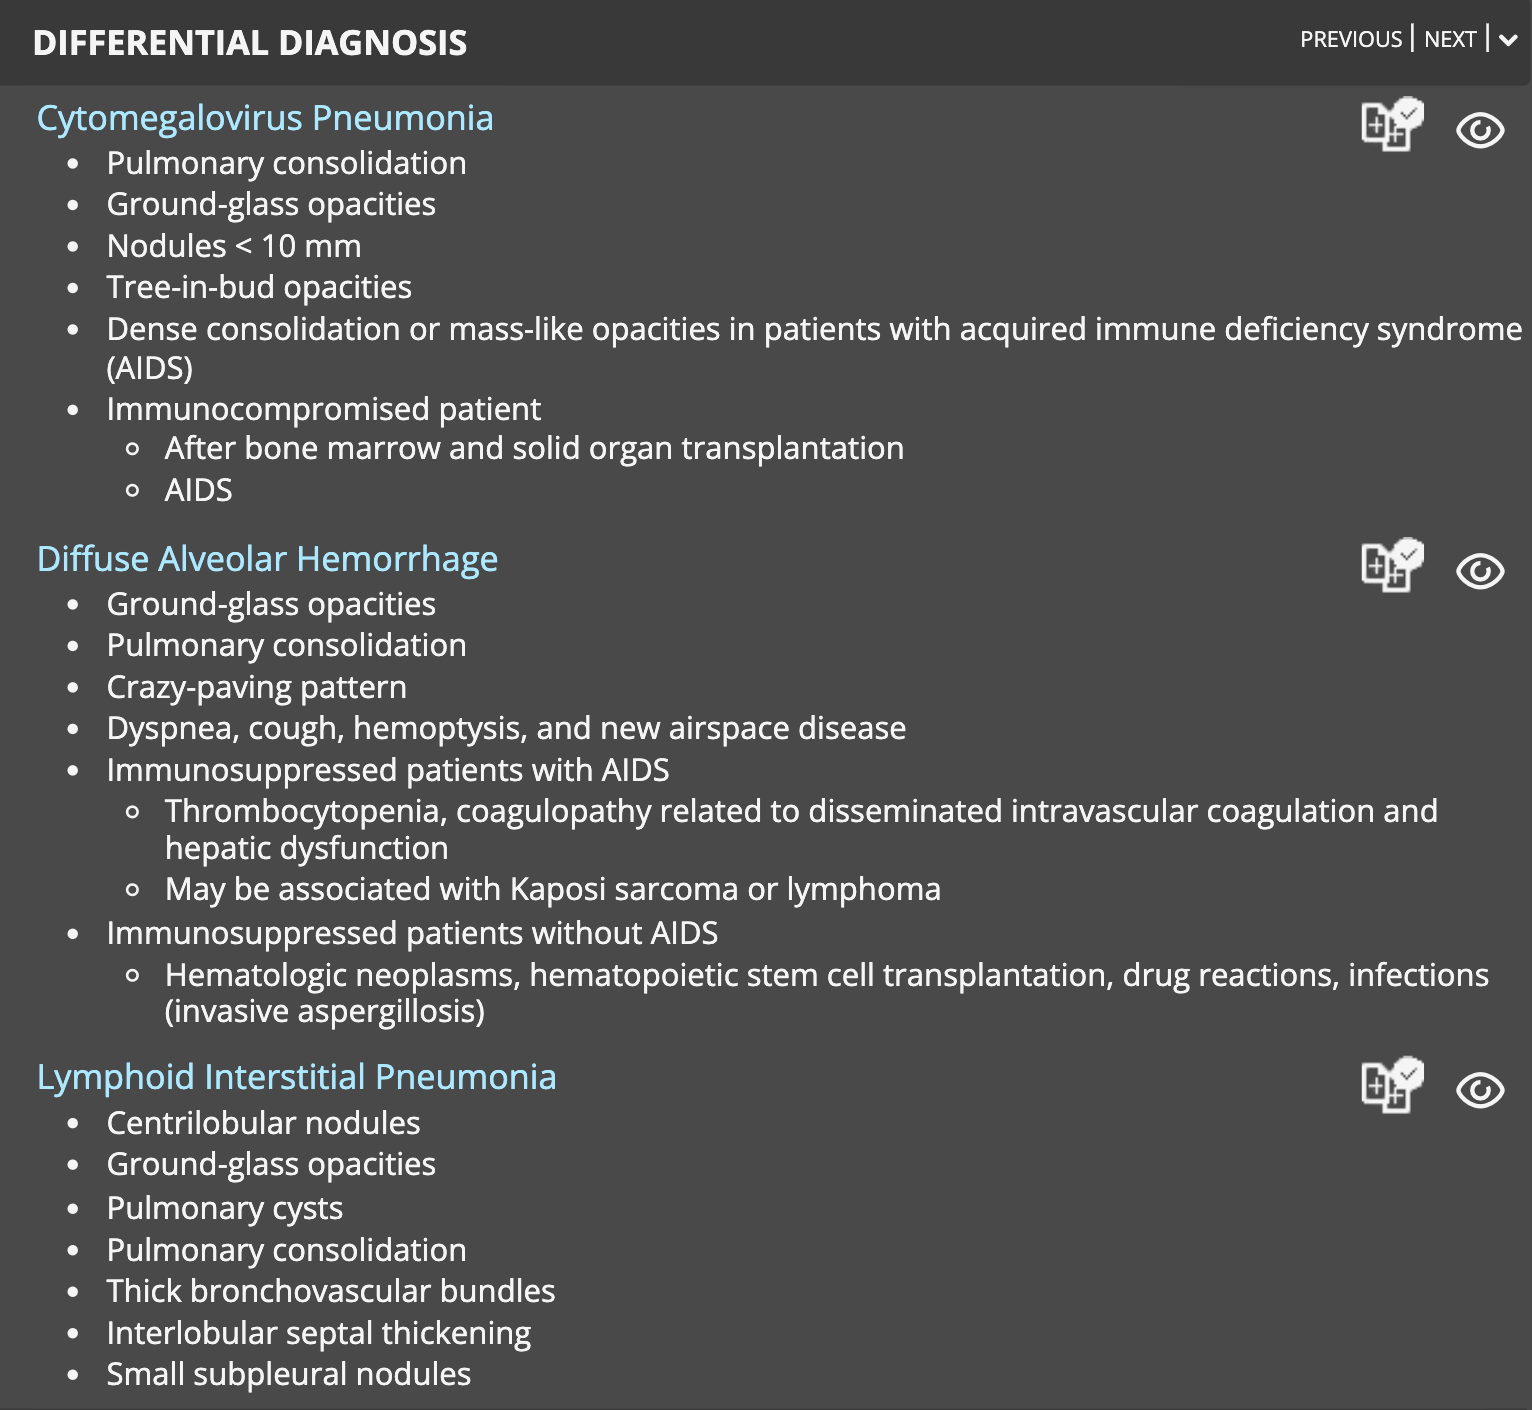 DIFFERENTIAL DIAGNOSIS
PREVIOUS | NEXT |
Cytomegalovirus Pneumonia
• Pulmonary consolidation
• Ground-glass opacities
• Nodules < 10 mm
• Tree-in-bud opacities
• Dense consolidation or mass-like opacities in patients with acquired immune deficiency syndrome
(AIDS)
• Immunocompromised patient
○ After bone marrow and solid organ transplantation
○ AIDS
Diffuse Alveolar Hemorrhage
• Ground-glass opacities
• Pulmonary consolidation
• Crazy-paving pattern
• Dyspnea, cough, hemoptysis, and new airspace disease
• Immunosuppressed patients with AIDS
○ Thrombocytopenia, coagulopathy related to disseminated intravascular coagulation and
hepatic dysfunction
○ May be associated with Kaposi sarcoma or lymphoma
• Immunosuppressed patients without AIDS
○ Hematologic neoplasms, hematopoietic stem cell transplantation, drug reactions, infections
(invasive aspergillosis)
Lymphoid Interstitial Pneumonia
• Centrilobular nodules
• Ground-glass opacities
• Pulmonary cysts
• Pulmonary consolidation
• Thick bronchovascular bundles
• Interlobular septal thickening
• Small subpleural nodules